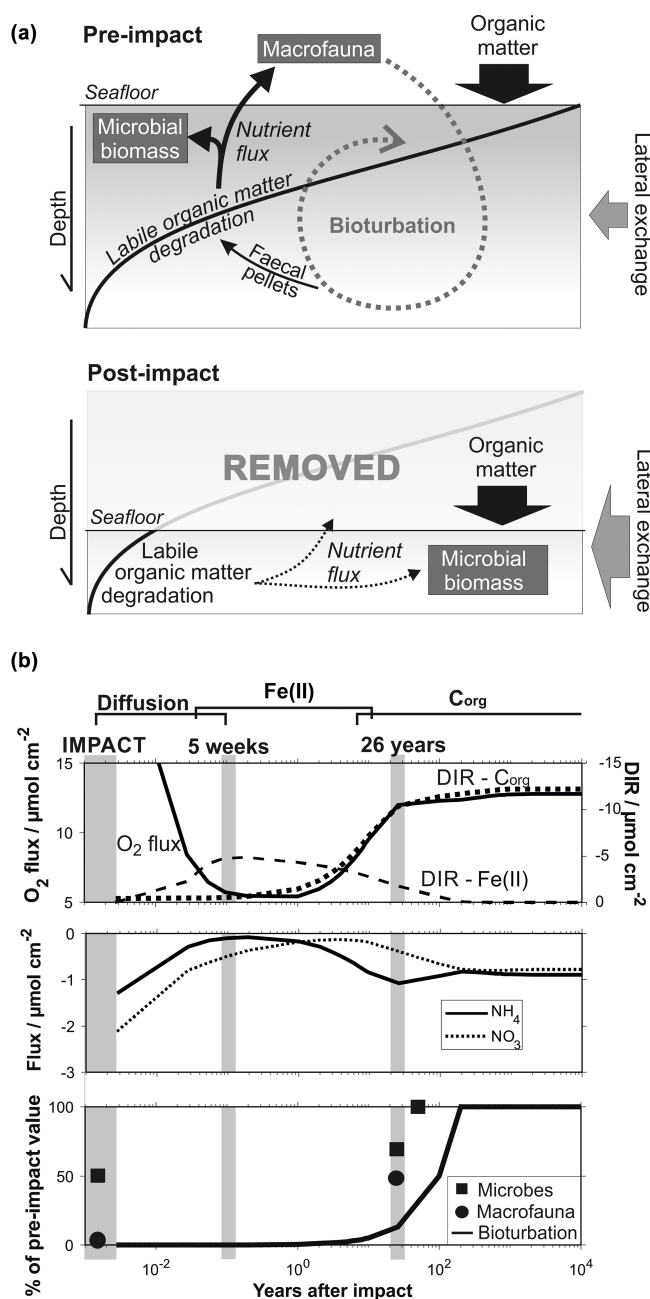 (a)
Pre-impact
Macrofauna
Organic
matter
Seafloor
Microbial
biomass
Nutrient
flux
Labile organic matter
degradation
Bioturbation
Faecal
pellets
Depth
Lateral exchange
Post-impact
REMOVED
Organic
matter
Seafloor
Labile
organic matter
degradation
Nutrient
flux
Microbial
biomass
Depth
Lateral exchange
(b)
Diffusion
Fe(II)
Corg
IMPACT
5 weeks
26 years
15
10
5
O2 flux / μmol cm-2
O2 flux
DIR - Corg
DIR - Fe(II)
-15
-10
-5
0
DIR / μmol cm-2
0
-1
-2
-3
Flux / μmol cm-2
NH4
NO3
100
50
0
% of pre-impact value
Microbes
Macrofauna
Bioturbation
10-2
100
102
104
Years after impact